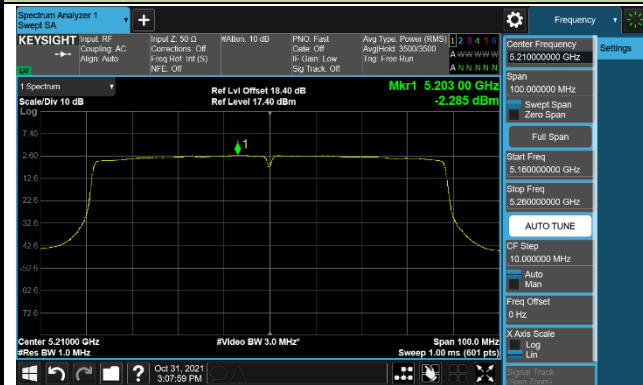 Spectrum Analyzer 1
Swept SA
+
Frequency
KEYSIGHT
Input: RF
Coupling: AC
Align: Auto
Input Z: 50 Ω
Corrections: Off
Freq Ref: Int (S)
NFE: Off
#Atten: 10 dB
PNO: Fast
Gate: Off
IF Gain: Low
Sig Track: Off
Avg Type: Power (RMS)
Avg|Hold: 3500/3500
Trig: Free Run
1 2 3 4 5 6
A W W W W W
A N N N N N
LXI
1 Spectrum
Scale/Div 10 dB
Log
Ref Lvl Offset 18.40 dB
Ref Level 17.40 dBm
Mkr1 5.203 00 GHz
-2.285 dBm
7.40
-2.60
-12.6
-22.6
-32.6
-42.6
-52.6
-62.6
-72.6
1
Center 5.21000 GHz
#Res BW 1.0 MHz
#Video BW 3.0 MHz*
Span 100.0 MHz
Sweep 1.00 ms (601 pts)
Oct 31, 2021
3:07:59 PM
?
Settings
Center Frequency
5.210000000 GHz
Span
100.000000 MHz
Swept Span
Zero Span
Full Span
Start Freq
5.160000000 GHz
Stop Freq
5.260000000 GHz
AUTO TUNE
CF Step
10.000000 MHz
Auto
Man
Freq Offset
0 Hz
X Axis Scale
Log
Lin
Signal Track
(Span Zoom)